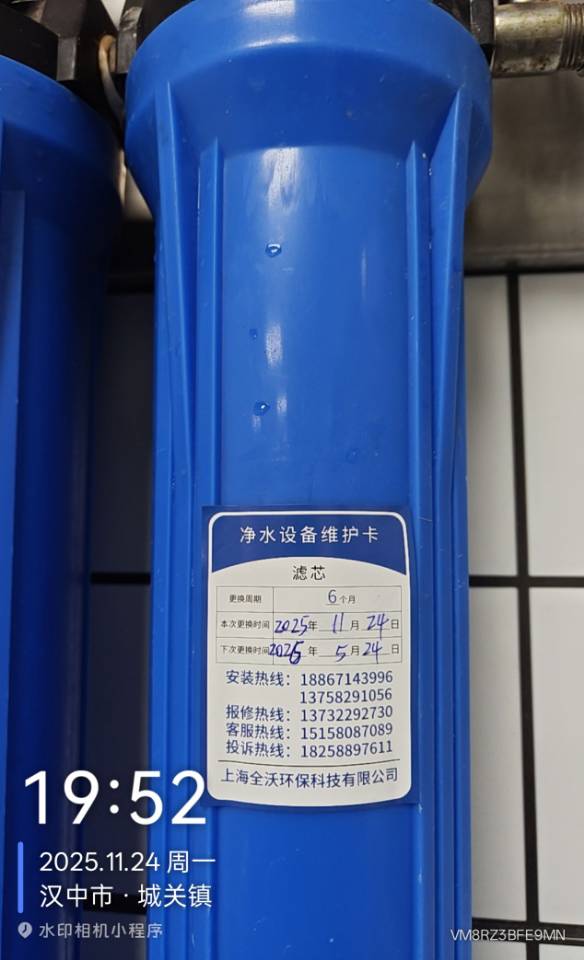 净水设备维护卡
滤芯
更换周期 6个月
本次更换时间 2025年 11月 24日
下次更换时间 2026年 5月 24日
安装热线：18867143996
13758291056
报修热线：13732292730
客服热线：15158087089
投诉热线：18258897611
上海全沃环保科技有限公司
19:52
2025.11.24 周一
汉中市·城关镇
水印相机小程序
VM8RZ3BFE9MN